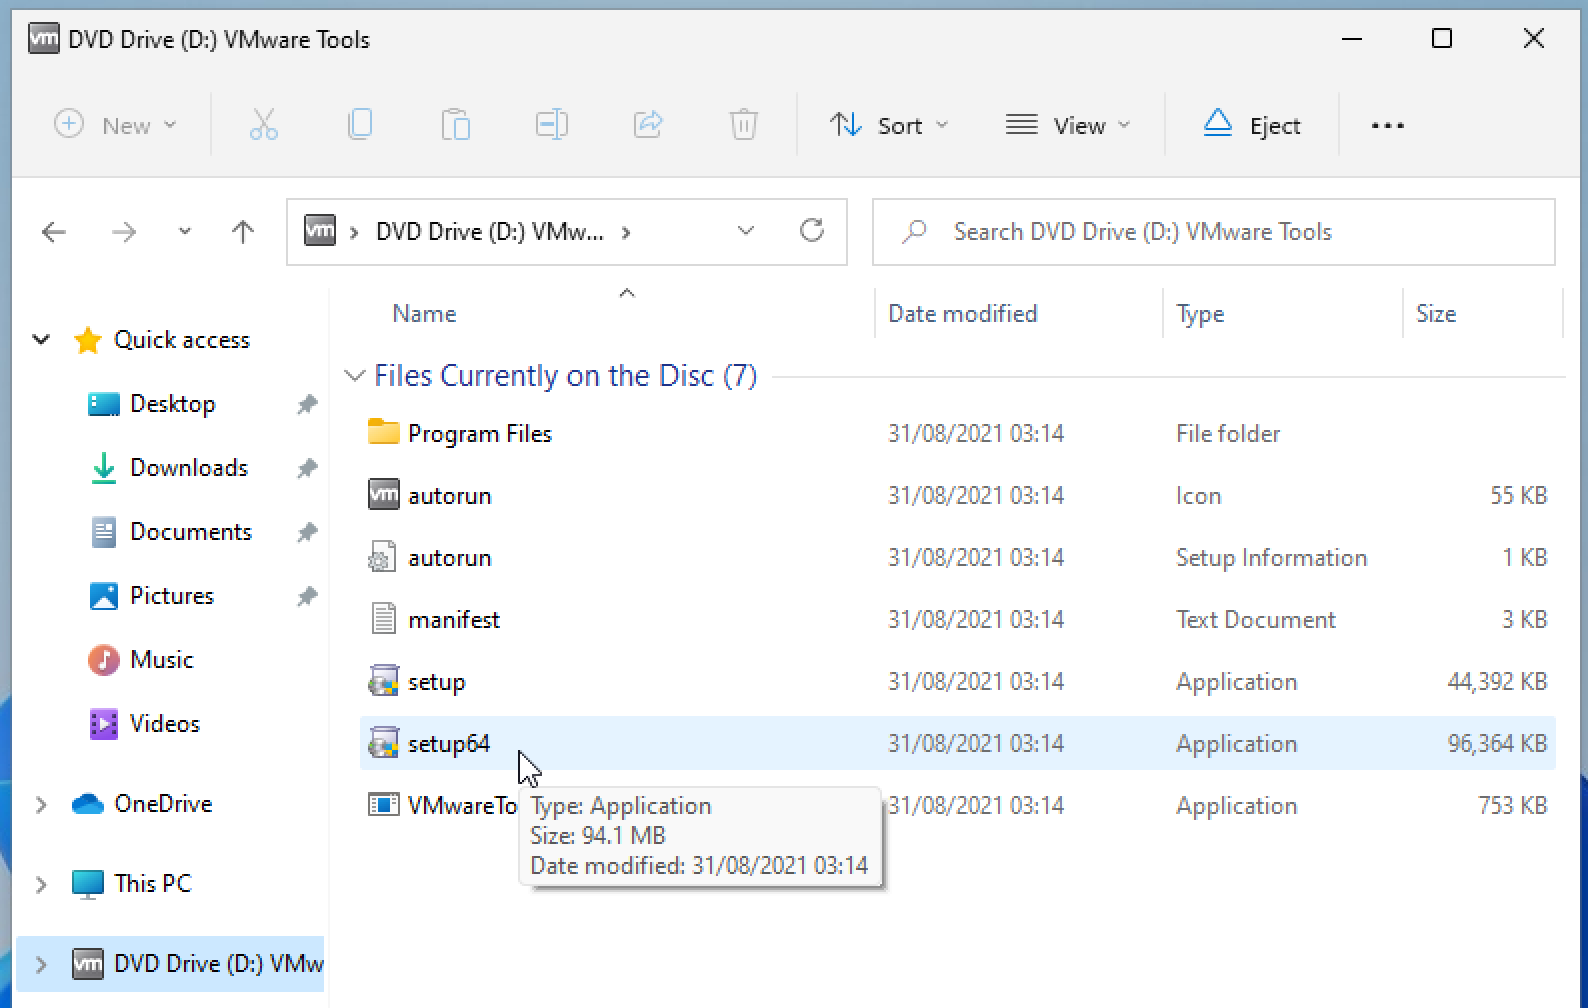 vm DVD Drive (D:) VMware Tools
New Sort View Eject
vm DVD Drive (D:) VMw... Search DVD Drive (D:) VMware Tools
Name Date modified Type Size
Quick access
Files Currently on the Disc (7)
Desktop
Program Files 31/08/2021 03:14 File folder
Downloads
vm autorun 31/08/2021 03:14 Icon 55 KB
Documents
autorun 31/08/2021 03:14 Setup Information 1 KB
Pictures
manifest 31/08/2021 03:14 Text Document 3 KB
Music
setup 31/08/2021 03:14 Application 44,392 KB
Videos
setup64 31/08/2021 03:14 Application 96,364 KB
OneDrive
VMwareTo 31/08/2021 03:14 Application 753 KB
Type: Application
Size: 94.1 MB
Date modified: 31/08/2021 03:14
This PC
vm DVD Drive (D:) VMw